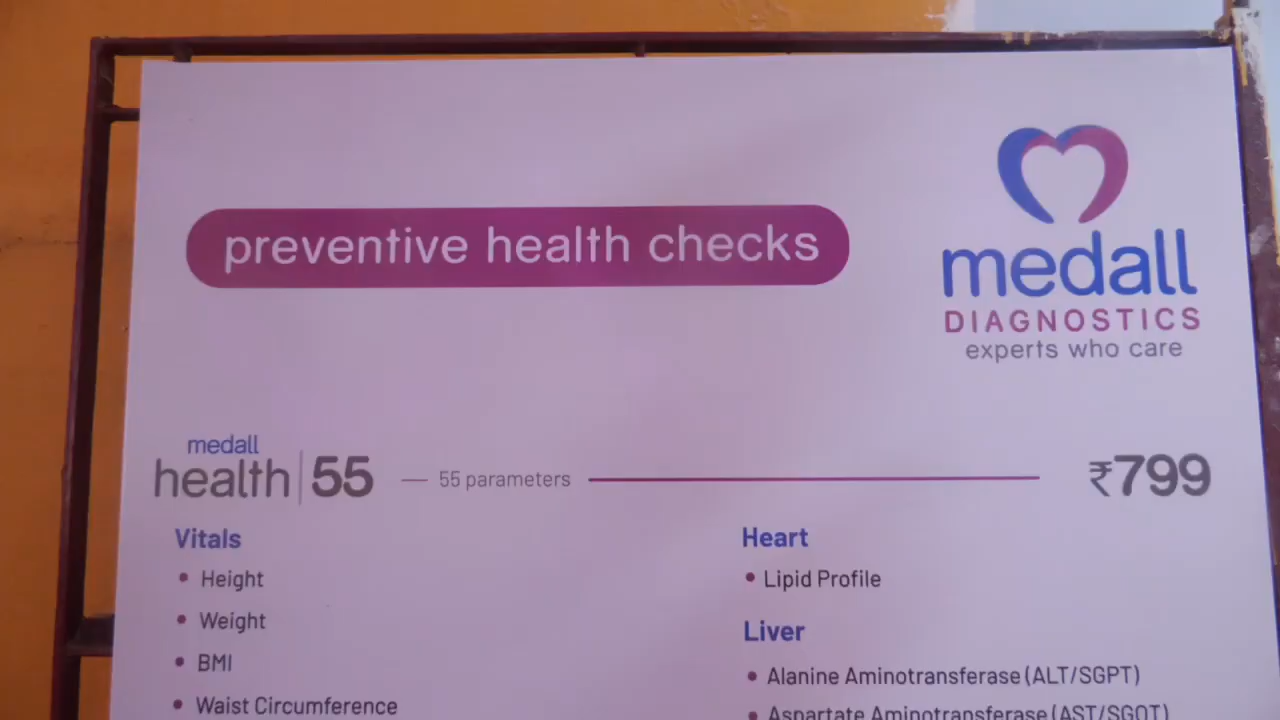 preventive health checks
medall
DIAGNOSTICS
experts who care
medall
health | 55 — 55 parameters ₹799
Vitals
• Height
• Weight
• BMI
• Waist Circumference
Heart
• Lipid Profile
Liver
• Alanine Aminotransferase (ALT/SGPT)
• Aspartate Aminotransferase (AST/SGOT)